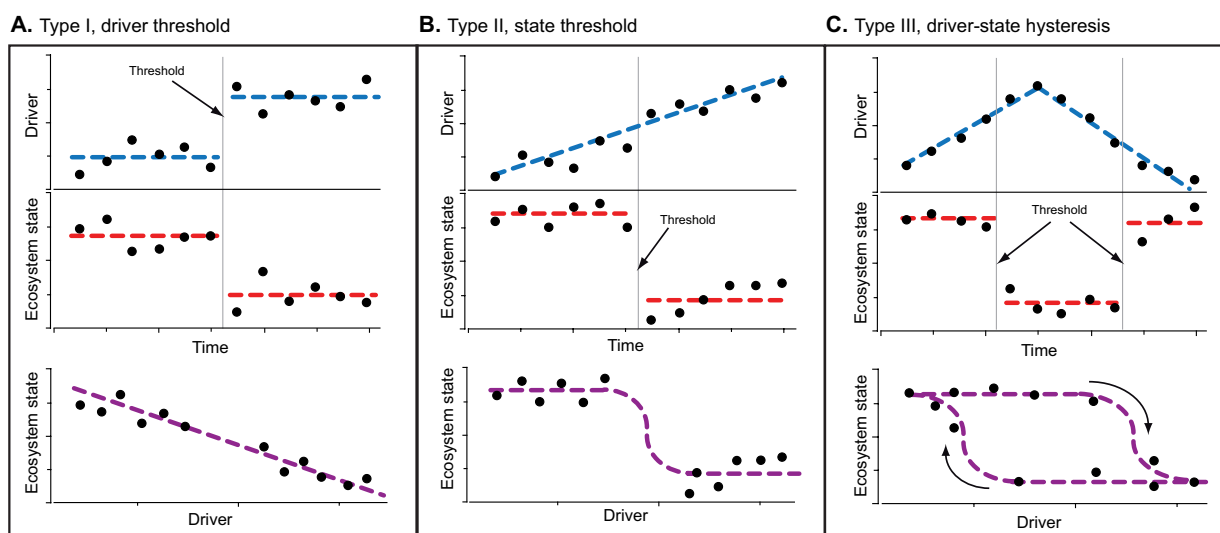 A. Type I, driver threshold
Driver
Threshold
Ecosystem state
Time
Ecosystem state
Driver
B. Type II, state threshold
Driver
Ecosystem state
Threshold
Time
Ecosystem state
Driver
C. Type III, driver-state hysteresis
Driver
Ecosystem state
Threshold
Time
Ecosystem state
Driver